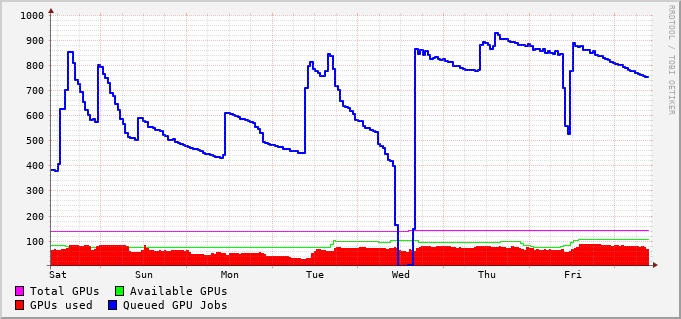 1000
900
800
700
600
500
400
300
200
100
Sat Sun Mon Tue Wed Thu Fri
Total GPUs Available GPUs
GPUs used Queued GPU Jobs
RRDTOOL / TOBI OETIKER